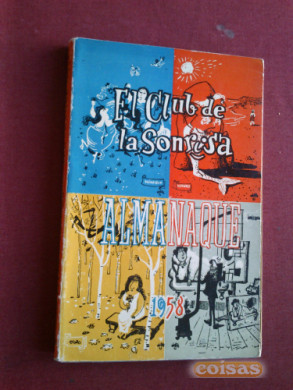 El Club de
la Sonrisa
ALMANAQUE
1958
coisas